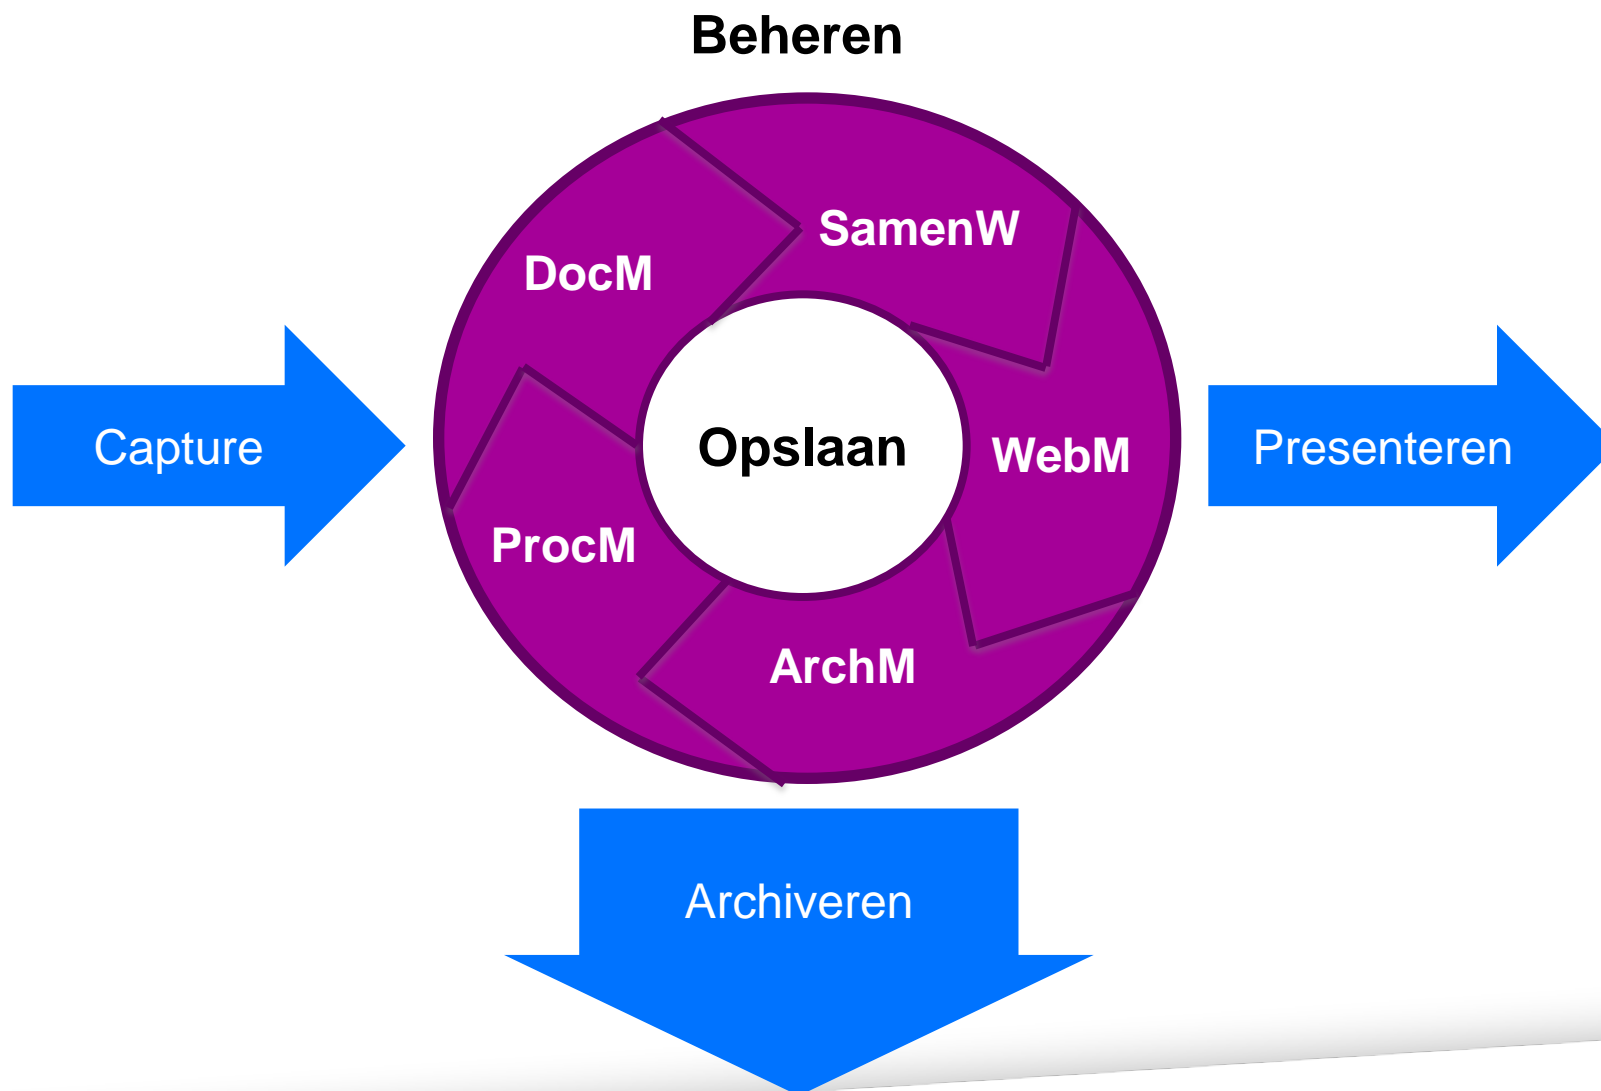 Beheren
SamenW
DocM
Capture
Opslaan
WebM
Presenteren
ProcM
ArchM
Archiveren